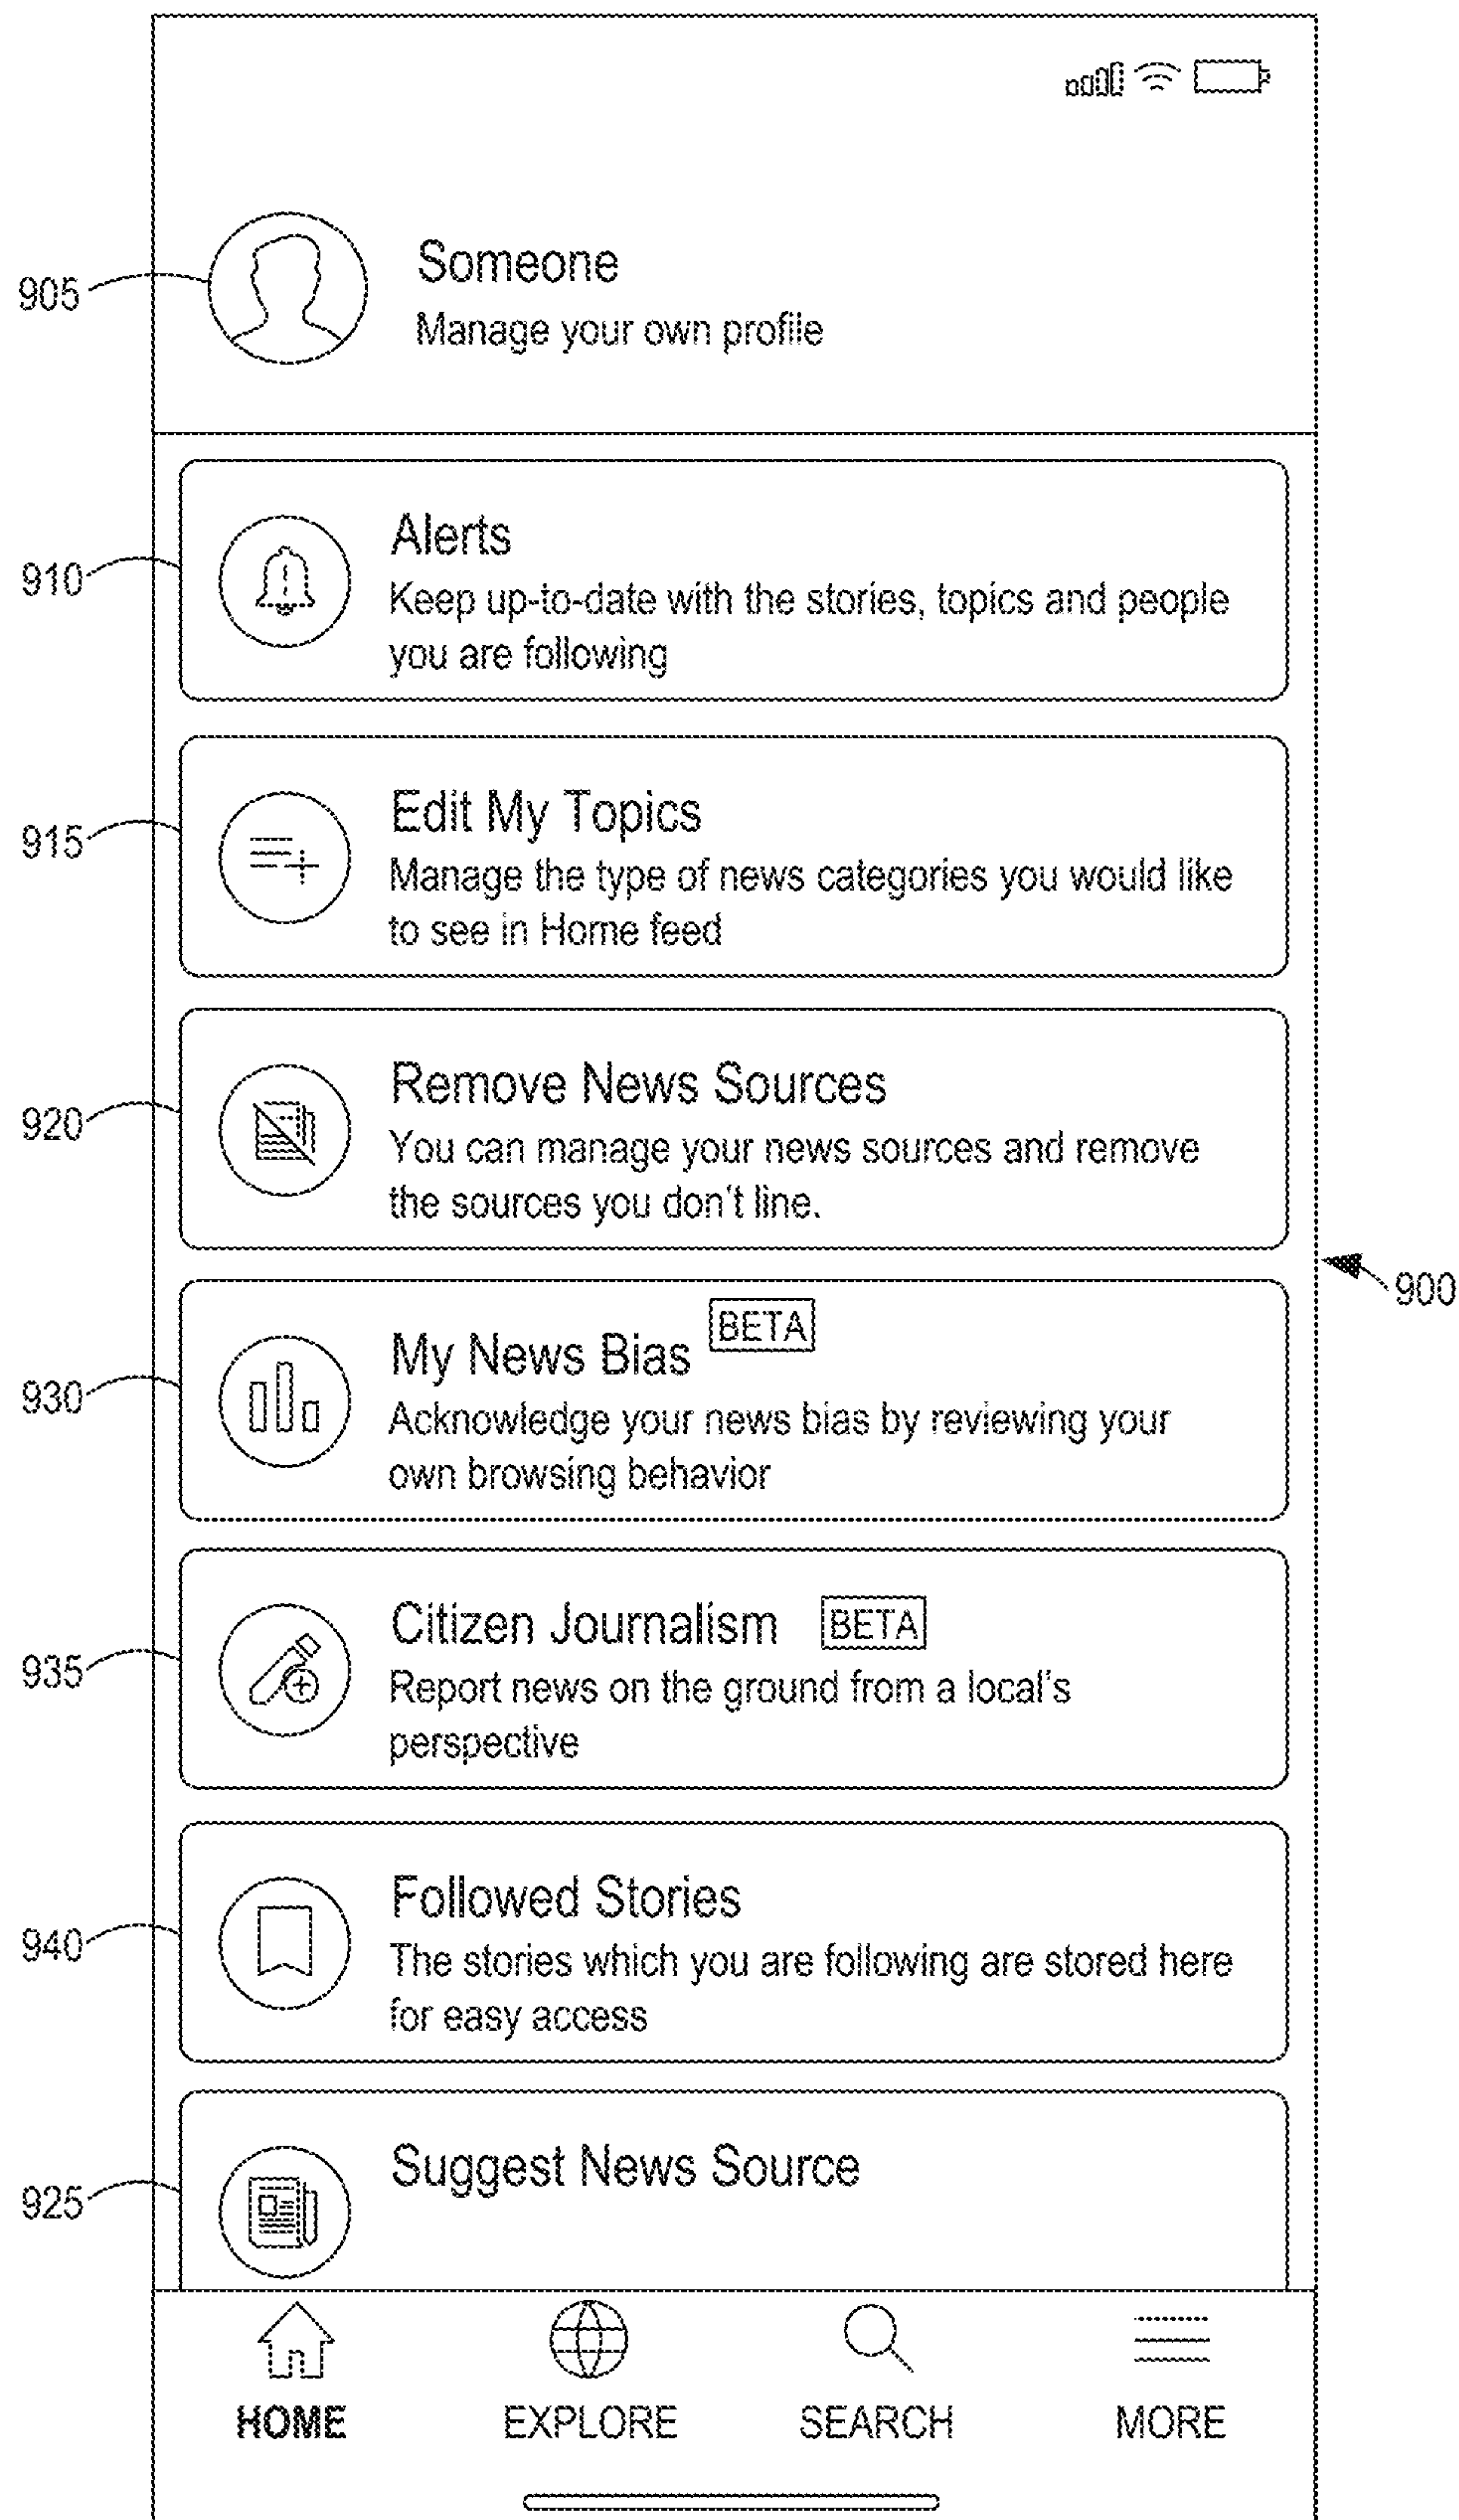 905
Someone
Manage your own profile
910
Alerts
Keep up-to-date with the stories, topics and people
you are following
915
Edit My Topics
Manage the type of news categories you would like
to see in Home feed
920
Remove News Sources
You can manage your news sources and remove
the sources you don't line.
900
930
My News Bias BETA
Acknowledge your news bias by reviewing your
own browsing behavior
935
Citizen Journalism BETA
Report news on the ground from a local's
perspective
940
Followed Stories
The stories which you are following are stored here
for easy access
925
Suggest News Source
HOME EXPLORE SEARCH MORE